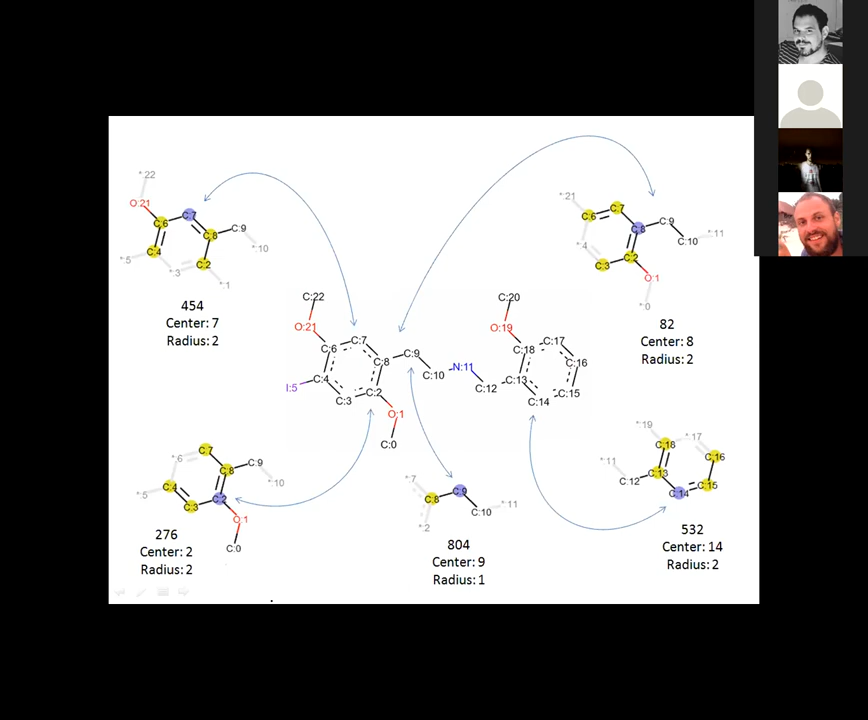 *:22
O:21
C:6
C:7
C:8
C:9
*:10
C:4
*:5
*:3
C:2
*:1
454
Center: 7
Radius: 2
*:21
C:6
C:7
C:8
C:9
C:10
*:11
*:4
C:3
C:2
O:1
*:0
82
Center: 8
Radius: 2
C:22
O:21
C:6
C:7
C:8
C:9
C:10
N:11
C:12
C:13
C:14
C:15
C:16
C:17
C:18
O:19
C:20
I:5
C:4
C:3
C:2
O:1
C:0
*:6
C:7
C:8
C:9
*:10
C:4
*:5
C:3
C:2
O:1
C:0
276
Center: 2
Radius: 2
*:7
C:8
C:9
C:10
*:11
*:2
804
Center: 9
Radius: 1
*:19
C:18
*:17
C:16
*:11
C:12
C:13
C:14
C:15
532
Center: 14
Radius: 2